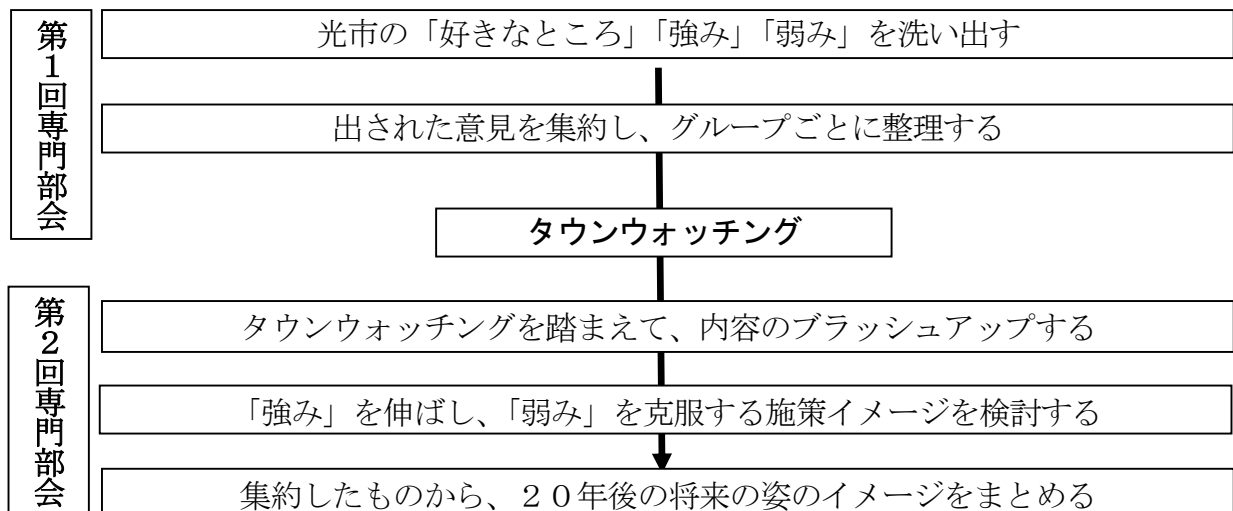 第1回専門部会
光市の「好きなところ」「強み」「弱み」を洗い出す
出された意見を集約し、グループごとに整理する
タウンウォッチング
第2回専門部会
タウンウォッチングを踏まえて、内容のブラッシュアップする
「強み」を伸ばし、「弱み」を克服する施策イメージを検討する
集約したものから、２０年後の将来の姿のイメージをまとめる